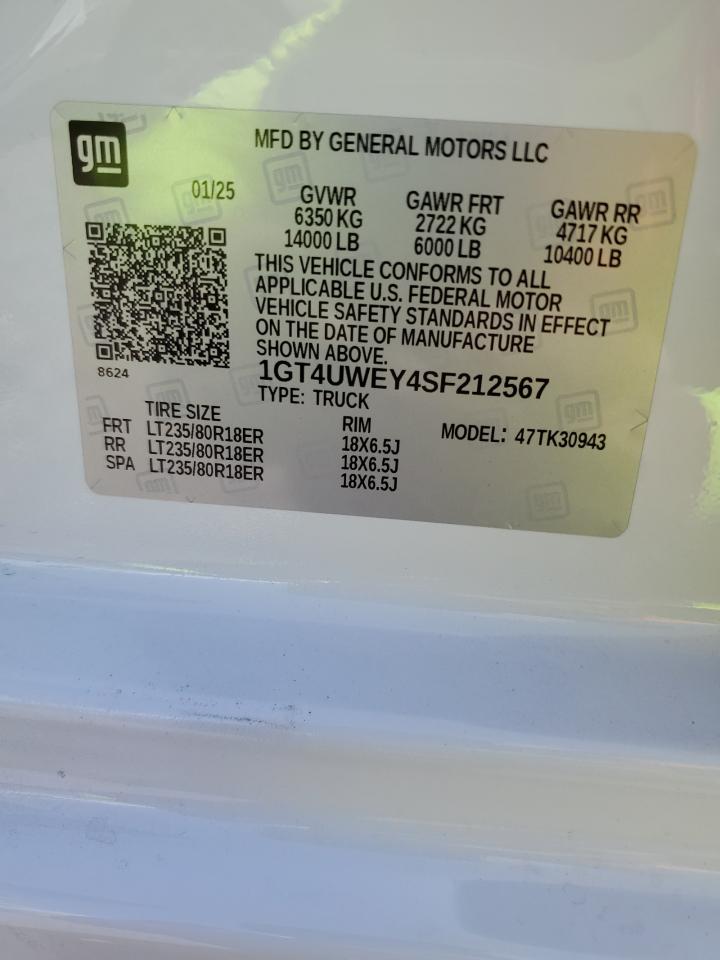 gm
MFD BY GENERAL MOTORS LLC
01/25
GVWR GAWR FRT GAWR RR
6350 KG 2722 KG 4717 KG
14000 LB 6000 LB 10400 LB
THIS VEHICLE CONFORMS TO ALL
APPLICABLE U.S. FEDERAL MOTOR
VEHICLE SAFETY STANDARDS IN EFFECT
ON THE DATE OF MANUFACTURE
SHOWN ABOVE.
8624
1GT4UWEY4SF212567
TYPE: TRUCK
TIRE SIZE RIM MODEL: 47TK30943
FRT LT235/80R18ER 18X6.5J
RR LT235/80R18ER 18X6.5J
SPA LT235/80R18ER 18X6.5J